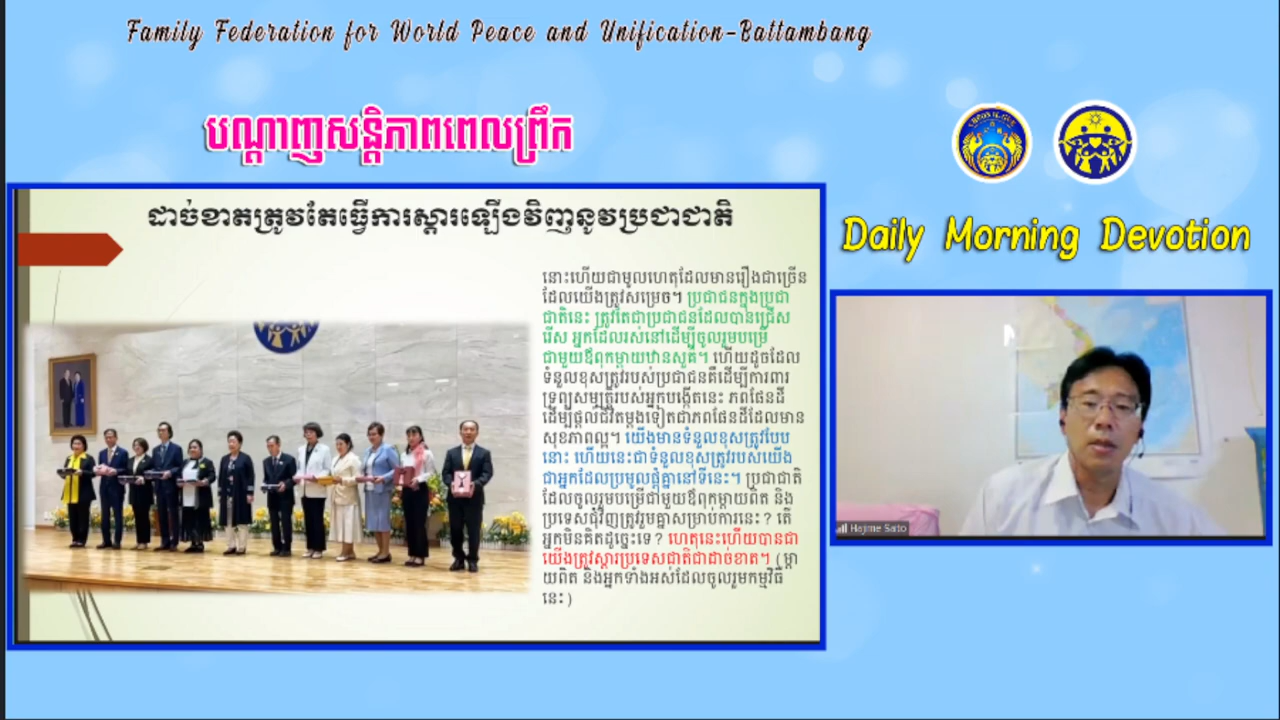 Family Federation for World Peace and Unification-Battambang
បណ្តាញសន្តិភាពពេលព្រឹក
Daily Morning Devotion
ដាច់ខាតត្រូវតែធ្វើការស្តារឡើងវិញនូវប្រជាជាតិ
នោះហើយជាមូលហេតុដែលមានរឿងជាច្រើន
ដែលយើងត្រូវសម្រេច។ ប្រជាជនក្នុងប្រជា
ជាតិនេះ ត្រូវតែជាប្រជាជនដែលបានជ្រើស
រើស អ្នកដែលរស់នៅដើម្បីចូលរួមបម្រើ
ជាមួយឪពុកម្តាយឋានសួគ៌។ ហើយដូចដែល
ទំនួលខុសត្រូវរបស់ប្រជាជនគឺដើម្បីការពារ
ទ្រព្យសម្បត្តិរបស់អ្នកបង្កើតនេះ ភពផែនដី
ដើម្បីផ្តល់ជីវិតម្តងទៀតជាភពផែនដីដែលមាន
សុខភាពល្អ។ យើងមានទំនួលខុសត្រូវបែប
នោះ ហើយនេះជាទំនួលខុសត្រូវរបស់យើង
ជាអ្នកដែលប្រមូលផ្តុំគ្នានៅទីនេះ។ ប្រជាជាតិ
ដែលចូលរួមបម្រើជាមួយឪពុកម្តាយពិត និង
ប្រទេសជុំវិញត្រូវរួមគ្នាសម្រាប់ការនេះ ? តើ
អ្នកមិនគិតដូច្នេះទេ ? ហេតុនេះហើយបានជា
យើងត្រូវស្តារប្រទេសជាតិជាដាច់ខាត។ (ម្តា
យពិត និងអ្នកទាំងអស់ដែលចូលរួមកម្មវិធី
នេះ )
Hajime Sato